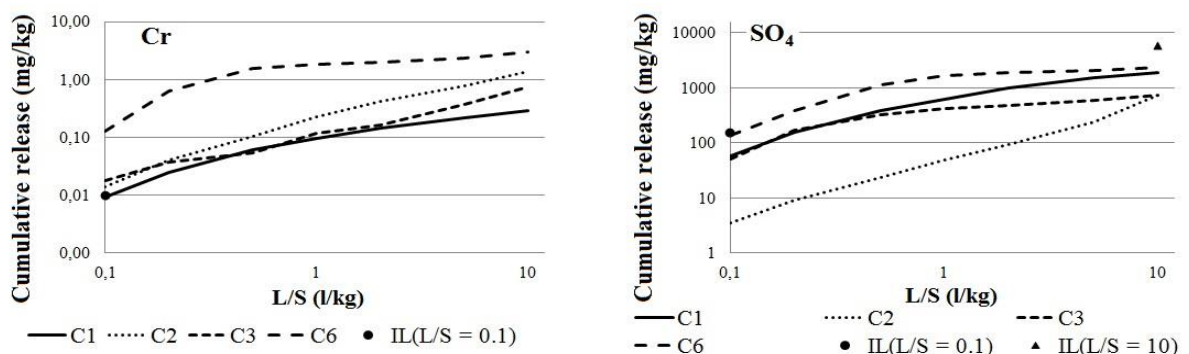 Cr
Cumulative release (mg/kg)
10,00
1,00
0,10
0,01
0,00
0,1
1
10
L/S (l/kg)
C1
C2
C3
C6
IL(L/S = 0.1)
SO4
Cumulative release (mg/kg)
10000
1000
100
10
1
0,1
1
10
L/S (l/kg)
C1
C2
C3
C6
IL(L/S = 0.1)
IL(L/S = 10)